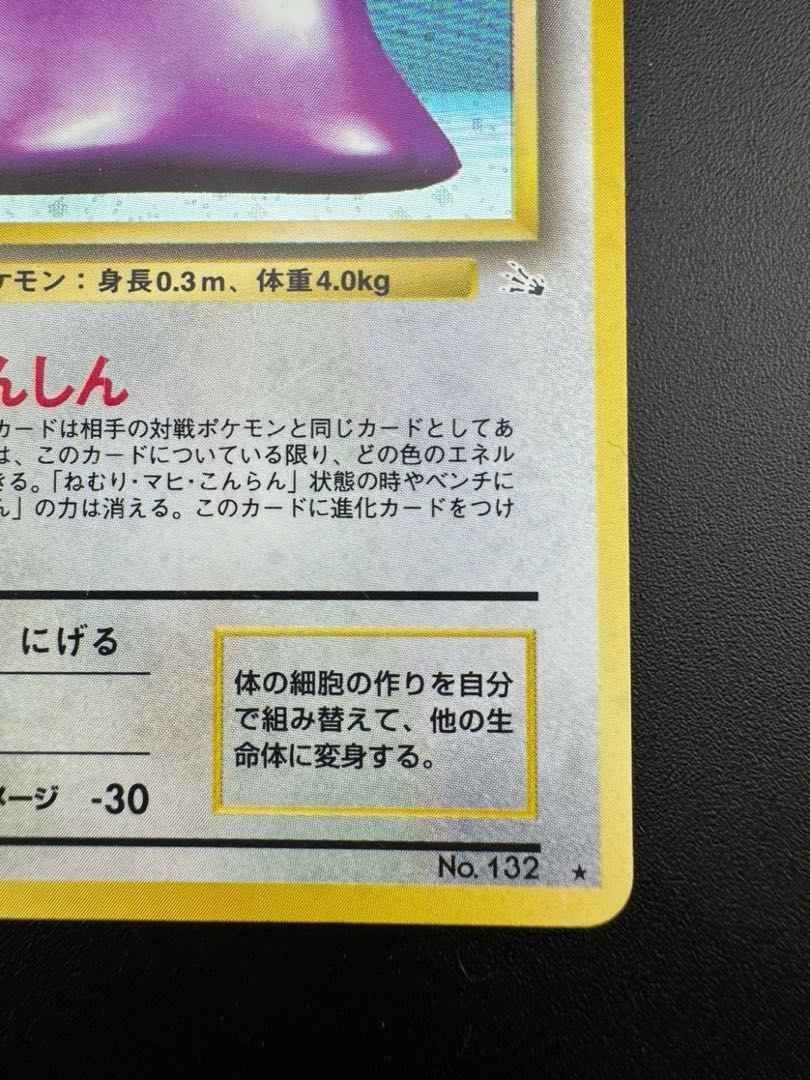 ケモン：身長0.3m、体重4.0kg
んしん
カードは相手の対戦ポケモンと同じカードとしてあ
は、このカードについている限り、どの色のエネル
きる。「ねむり・マヒ・こんらん」状態の時やベンチに
ん」の力は消える。このカードに進化カードをつけ
にげる
メージ -30
体の細胞の作りを自分
で組み替えて、他の生
命体に変身する。
No. 132 ★